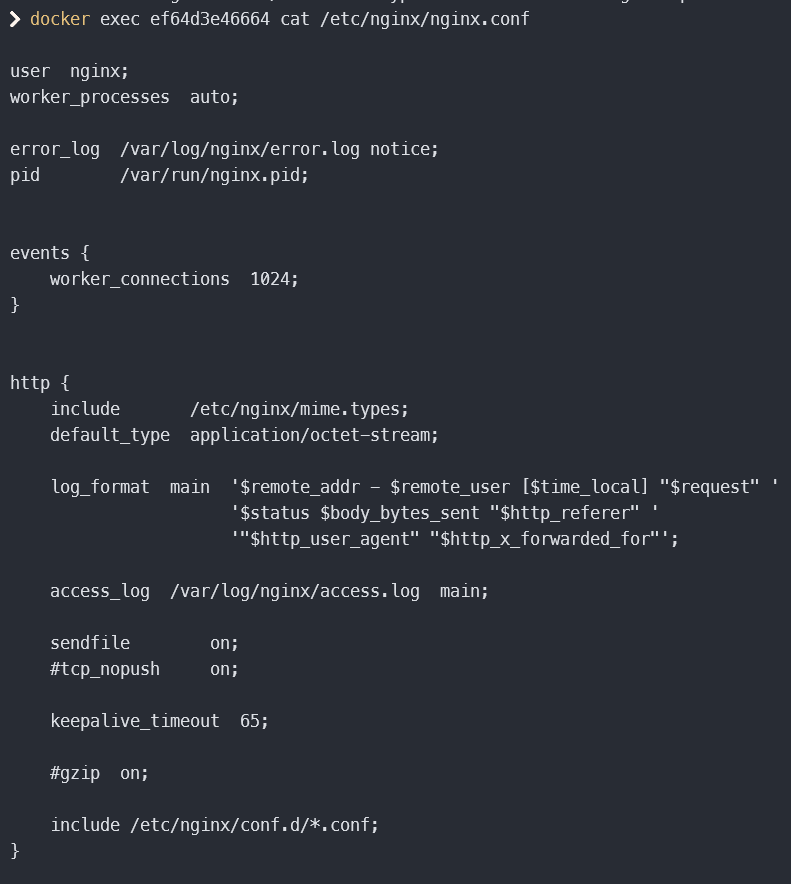 ❯ docker exec ef64d3e46664 cat /etc/nginx/nginx.conf

user  nginx;
worker_processes  auto;

error_log  /var/log/nginx/error.log notice;
pid        /var/run/nginx.pid;


events {
    worker_connections  1024;
}


http {
    include       /etc/nginx/mime.types;
    default_type  application/octet-stream;

    log_format  main  '$remote_addr - $remote_user [$time_local] "$request" '
                      '$status $body_bytes_sent "$http_referer" '
                      '"$http_user_agent" "$http_x_forwarded_for"';

    access_log  /var/log/nginx/access.log  main;

    sendfile        on;
    #tcp_nopush     on;

    keepalive_timeout  65;

    #gzip  on;

    include /etc/nginx/conf.d/*.conf;
}